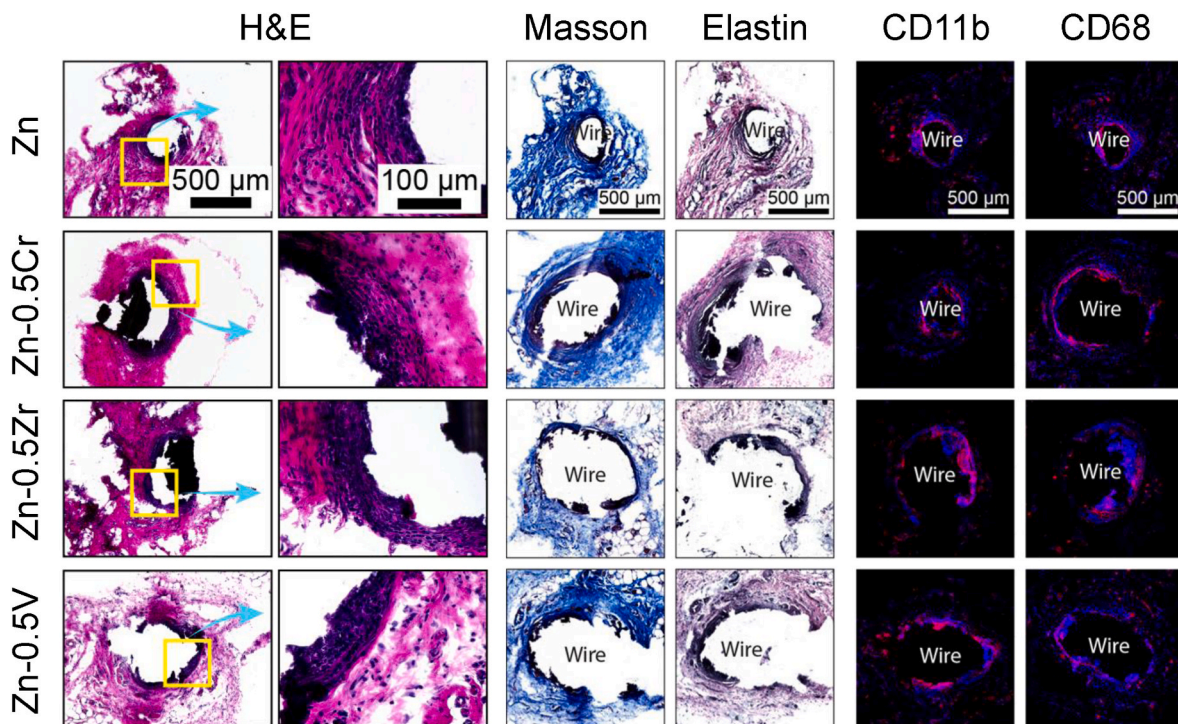 H&E Masson Elastin CD11b CD68
Zn
500 µm 100 µm Wire 500 µm Wire 500 µm Wire 500 µm Wire 500 µm
Zn-0.5Cr
Wire Wire Wire Wire
Zn-0.5Zr
Wire Wire Wire Wire
Zn-0.5V
Wire Wire Wire Wire